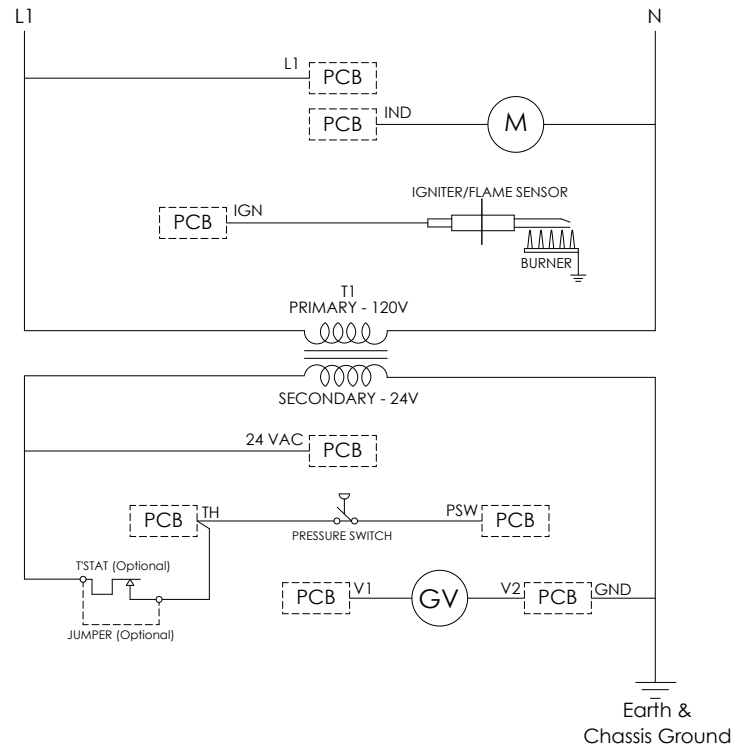 L1
N
L1
PCB
PCB
IND
M
IGNITER/FLAME SENSOR
PCB
IGN
BURNER
T1
PRIMARY - 120V
SECONDARY - 24V
24 VAC
PCB
PCB
TH
PSW
PCB
PRESSURE SWITCH
T'STAT (Optional)
JUMPER (Optional)
PCB
V1
GV
V2
PCB
GND
Earth &
Chassis Ground